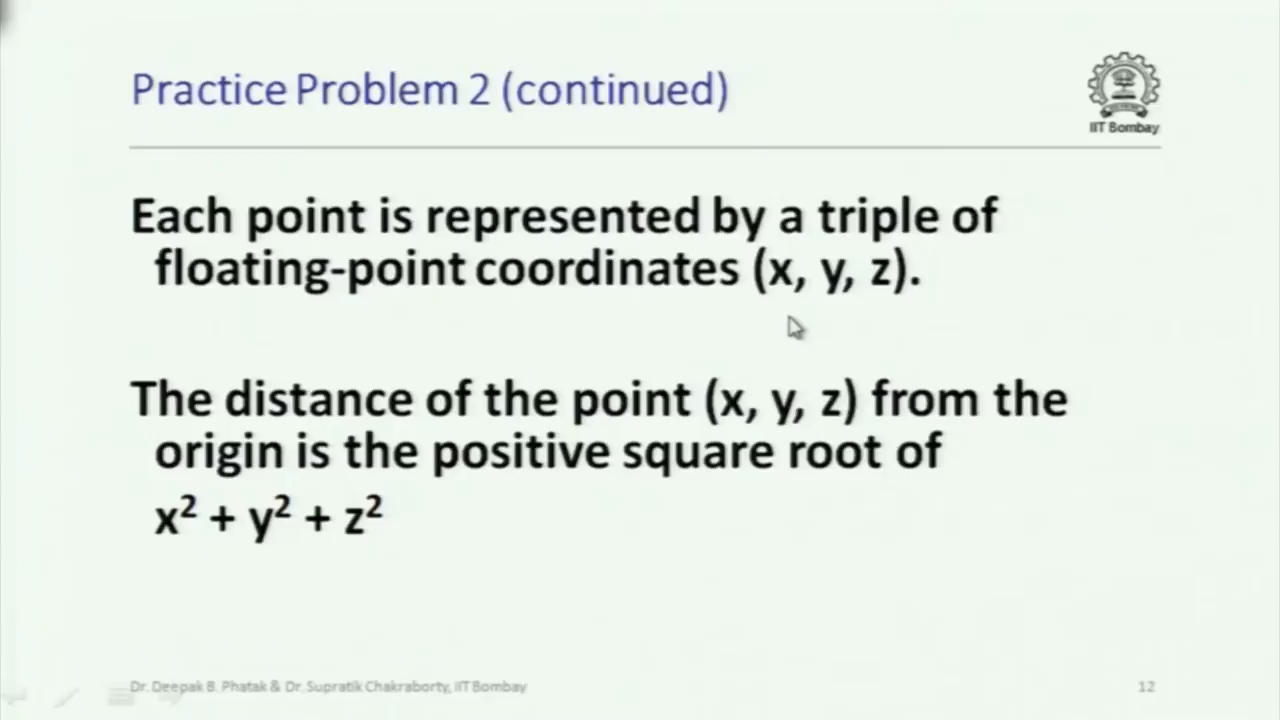 Practice Problem 2 (continued)
IIT Bombay
Each point is represented by a triple of
floating-point coordinates (x, y, z).
The distance of the point (x, y, z) from the
origin is the positive square root of
x² + y² + z²
Dr. Deepak B. Phatak & Dr. Supratik Chakraborty, IIT Bombay
12